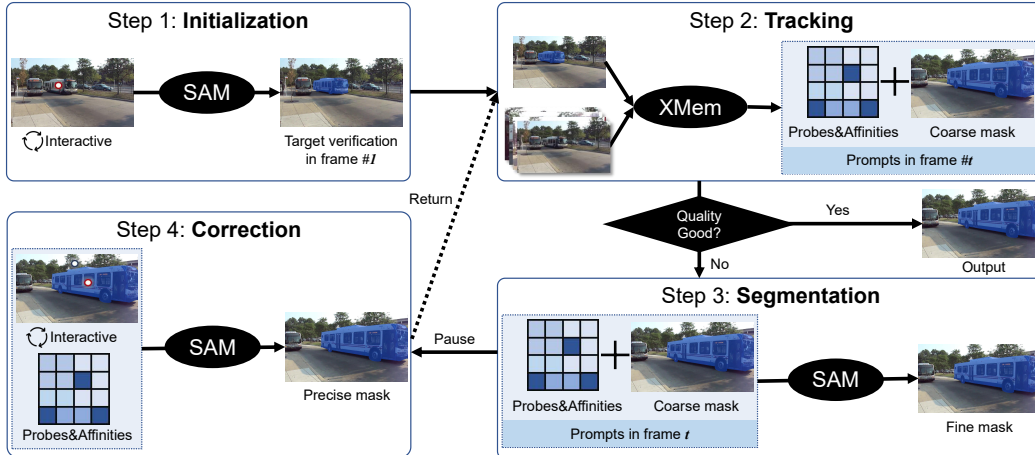 Step 1: Initialization
SAM
Interactive
Target verification
in frame #1
Step 2: Tracking
XMem
Probes&Affinities
Coarse mask
Prompts in frame #t
Return
Quality
Good?
Yes
No
Output
Step 3: Segmentation
Probes&Affinities
Coarse mask
Prompts in frame t
SAM
Fine mask
Pause
Step 4: Correction
Interactive
Probes&Affinities
SAM
Precise mask